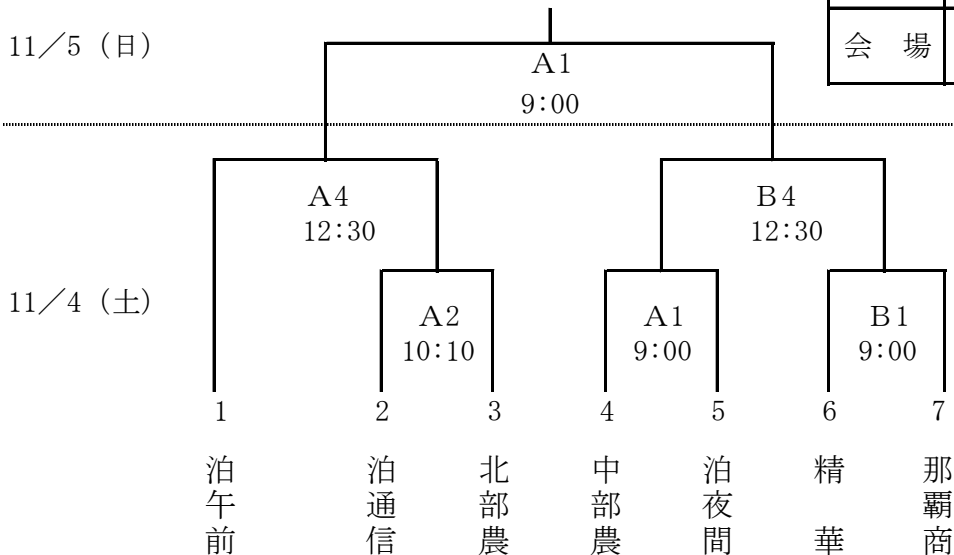 11／5（日）
会　場
A1
9:00
A4
12:30
B4
12:30
11／4（土）
A2
10:10
A1
9:00
B1
9:00
1
2
3
4
5
6
7
泊午前
泊通信
北部農
中部農
泊夜間
精　華
那覇商